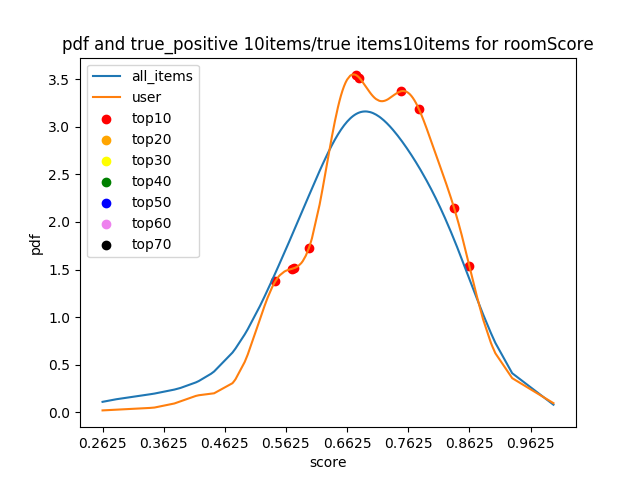 pdf and true_positive 10items/true items10items for roomScore
all_items
user
top10
top20
top30
top40
top50
top60
top70
3.5
3.0
2.5
2.0
1.5
1.0
0.5
0.0
pdf
0.2625 0.3625 0.4625 0.5625 0.6625 0.7625 0.8625 0.9625
score